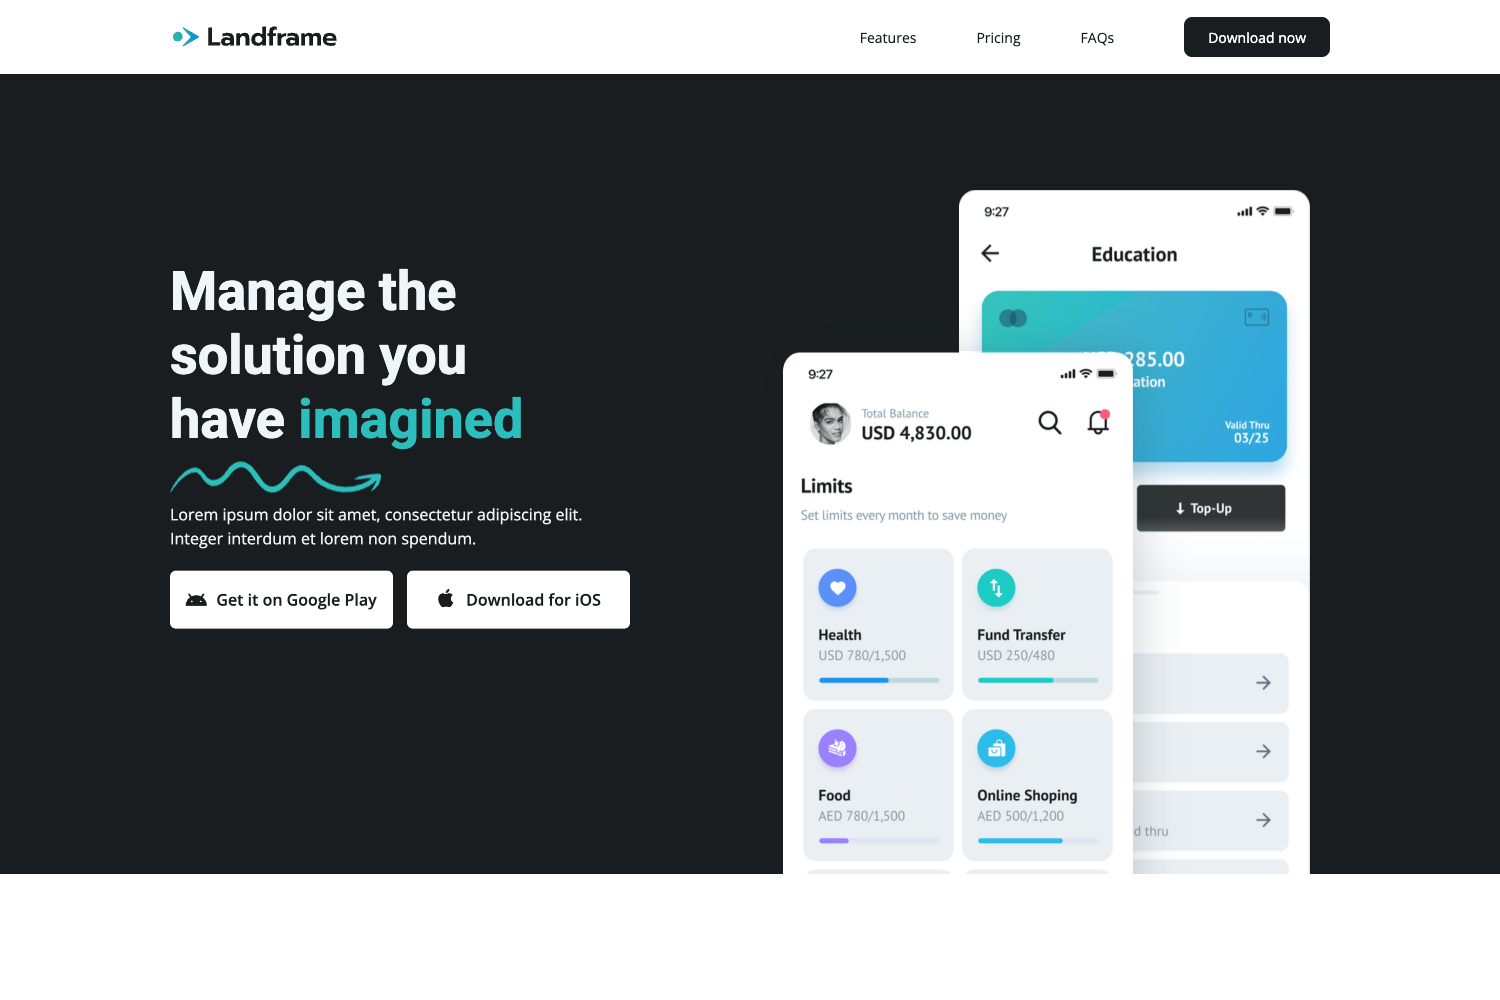 Landframe
Features
Pricing
FAQs
Download now
Manage the
solution you
have imagined
Lorem ipsum dolor sit amet, consectetur adipiscing elit.
Integer interdum et lorem non spendum.
Get it on Google Play
Download for iOS
9:27
Education
285.00
ation
Valid Thru
03/25
Top-Up
d thru
9:27
Total Balance
USD 4,830.00
Limits
Set limits every month to save money
Health
USD 780/1,500
Fund Transfer
USD 250/480
Food
AED 780/1,500
Online Shoping
AED 500/1,200